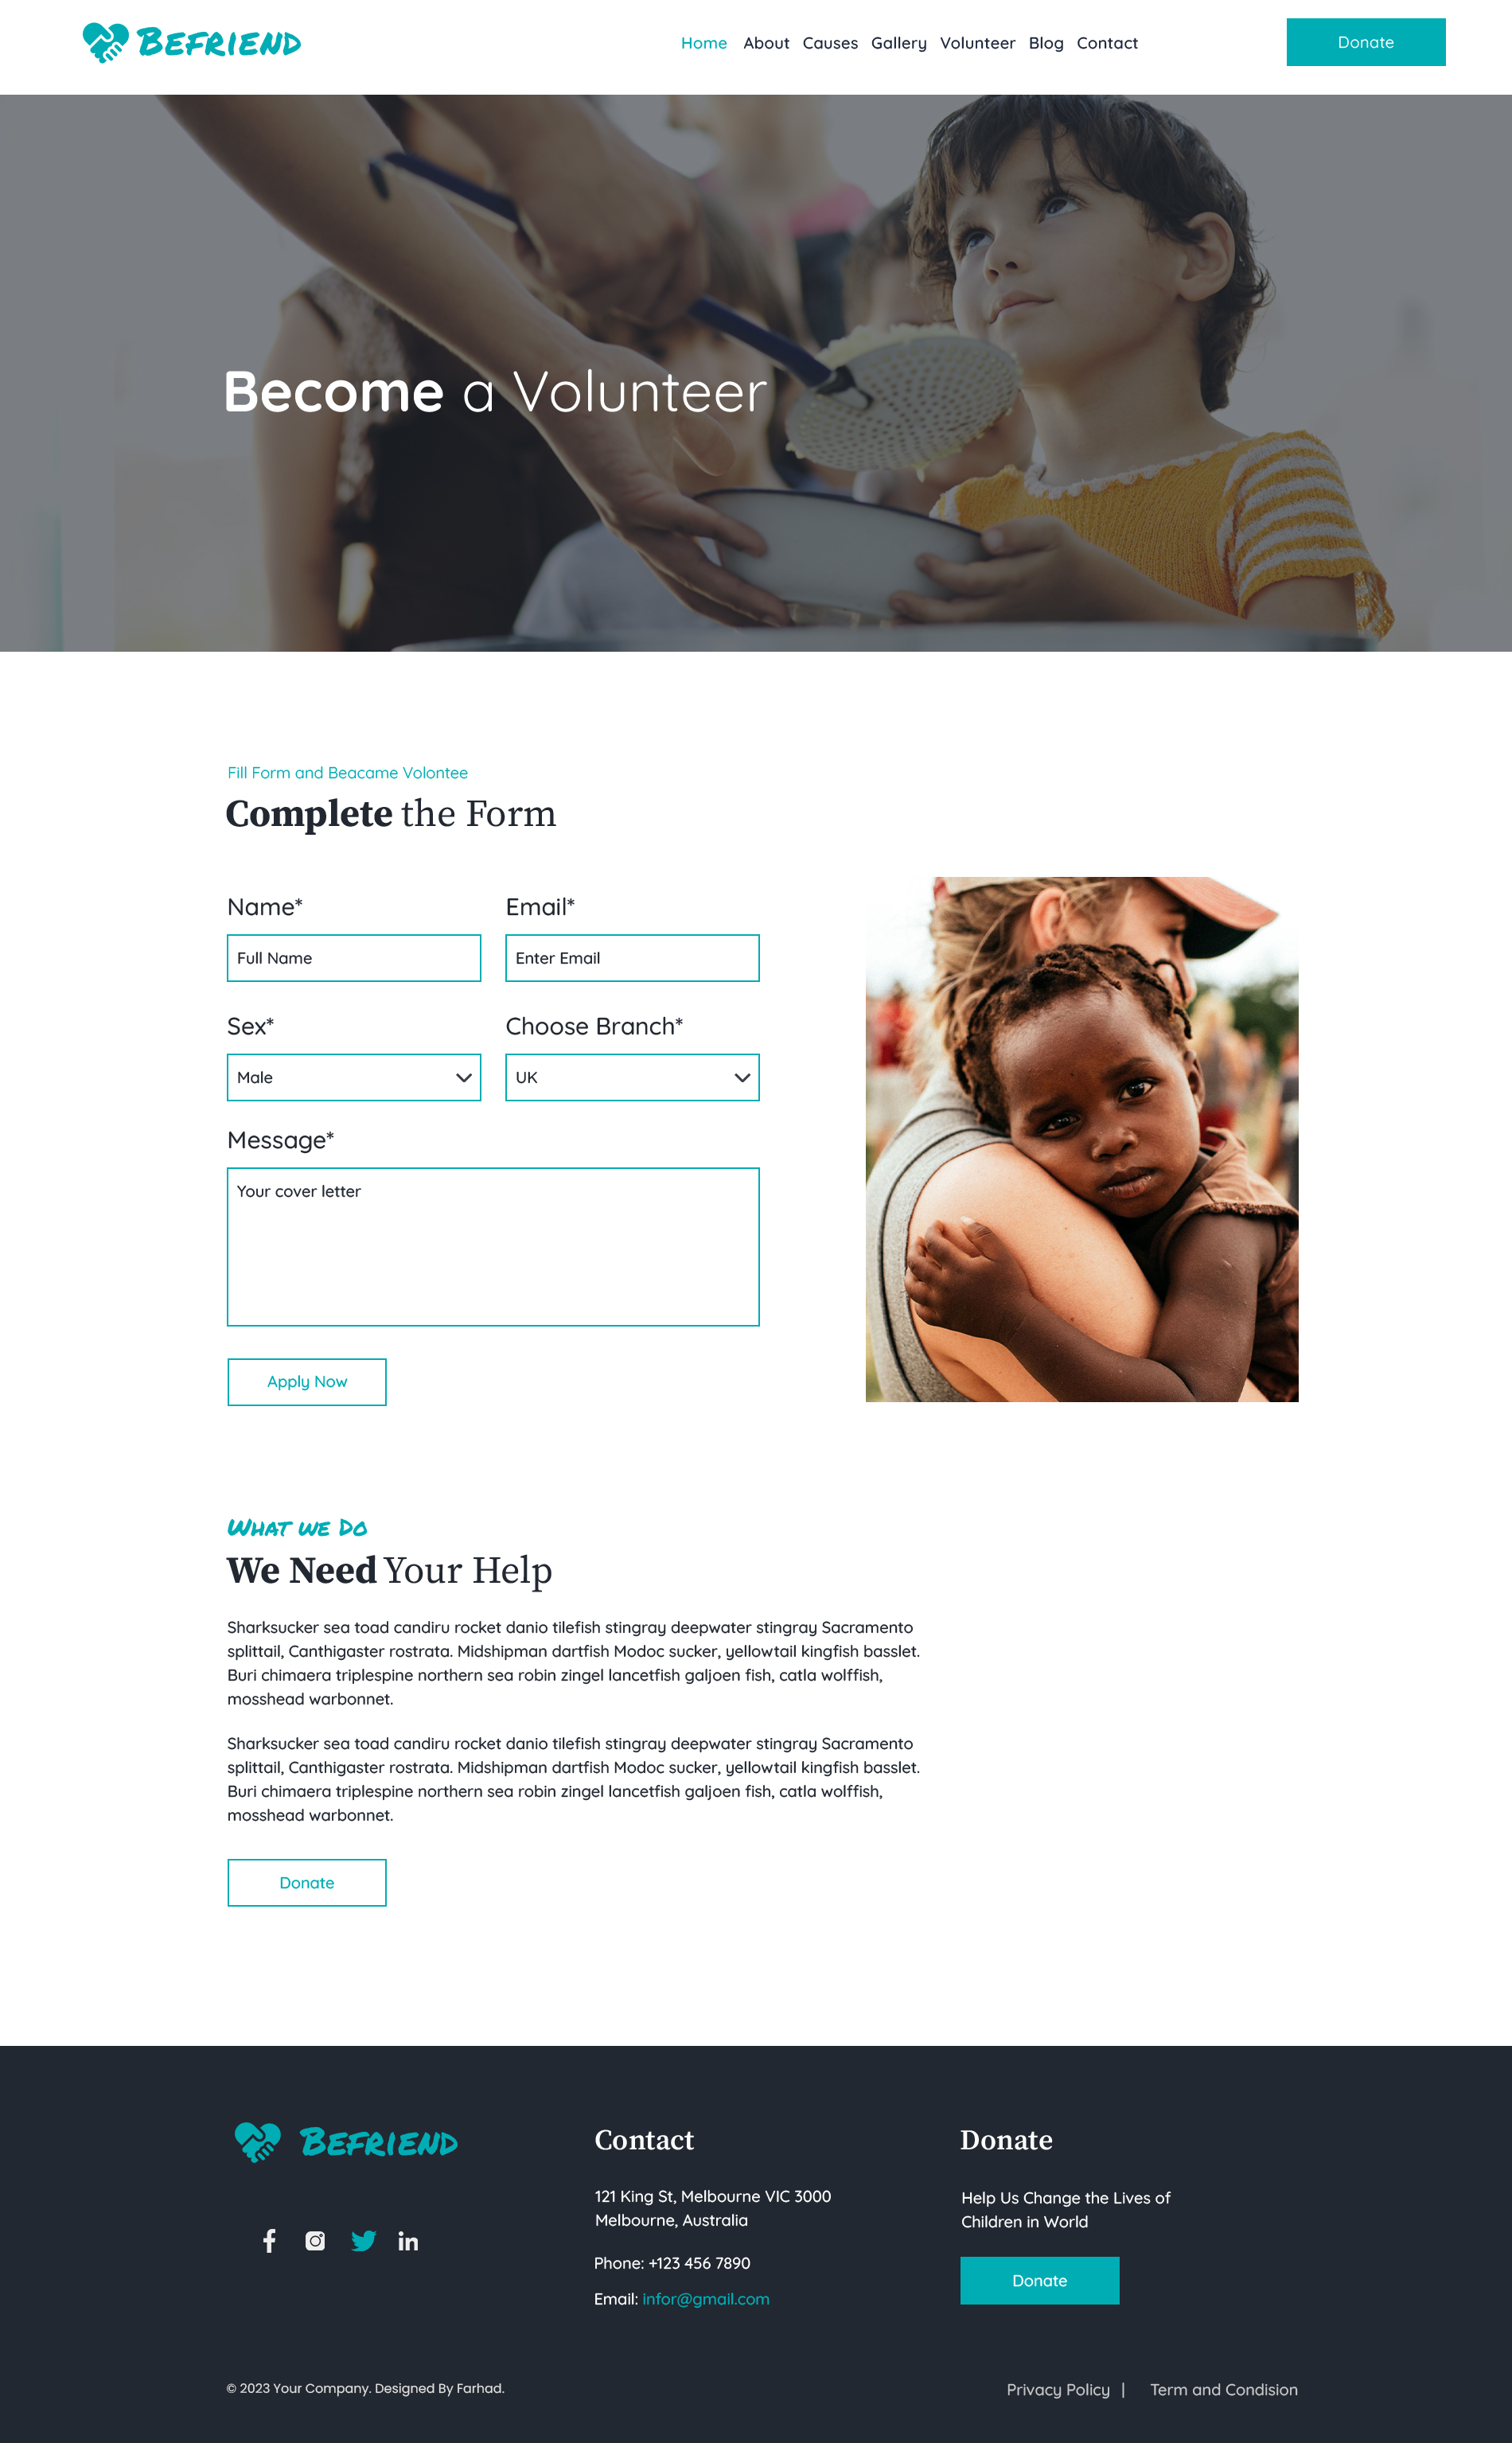 Befriend
Home About Causes Gallery Volunteer Blog Contact
Donate
Become a Volunteer
Fill Form and Beacame Volontee
Complete the Form
Name* Email*
Full Name Enter Email
Sex* Choose Branch*
Male UK
Message*
Your cover letter
Apply Now
What we Do
We Need Your Help
Sharksucker sea toad candiru rocket danio tilefish stingray deepwater stingray Sacramento
splittail, Canthigaster rostrata. Midshipman dartfish Modoc sucker, yellowtail kingfish basslet.
Buri chimaera triplespine northern sea robin zingel lancetfish galjoen fish, catla wolffish,
mosshead warbonnet.
Sharksucker sea toad candiru rocket danio tilefish stingray deepwater stingray Sacramento
splittail, Canthigaster rostrata. Midshipman dartfish Modoc sucker, yellowtail kingfish basslet.
Buri chimaera triplespine northern sea robin zingel lancetfish galjoen fish, catla wolffish,
mosshead warbonnet.
Donate
Befriend
Contact
121 King St, Melbourne VIC 3000
Melbourne, Australia
Phone: +123 456 7890
Email: infor@gmail.com
Donate
Help Us Change the Lives of
Children in World
Donate
© 2023 Your Company. Designed By Farhad.
Privacy Policy | Term and Condision